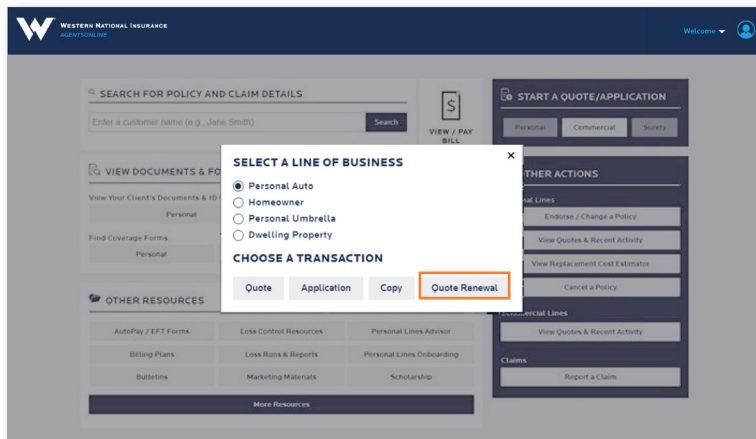 WESTERN NATIONAL INSURANCE
AGENTSONLINE
Welcome
SEARCH FOR POLICY AND CLAIM DETAILS
Enter a customer name (e.g., Jane Smith)
Search
VIEW / PAY
BILL
START A QUOTE/APPLICATION
Personal
Commercial
Surety
VIEW DOCUMENTS & FO
View Your Client's Documents & ID
Personal
Find Coverage Forms
Personal
SELECT A LINE OF BUSINESS
×
Personal Auto
Homeowner
Personal Umbrella
Dwelling Property
CHOOSE A TRANSACTION
Quote
Application
Copy
Quote Renewal
THER ACTIONS
al Lines
Endorse / Change a Policy
View Quotes & Recent Activity
View Replacement Cost Estimator
Cancel a Policy
mercial Lines
View Quotes & Recent Activity
Claims
Report a Claim
OTHER RESOURCES
AutoPay / EFT Forms
Loss Control Resources
Personal Lines Advisor
Billing Plans
Loss Runs & Reports
Personal Lines Onboarding
Bulletins
Marketing Materials
Scholarship
More Resources